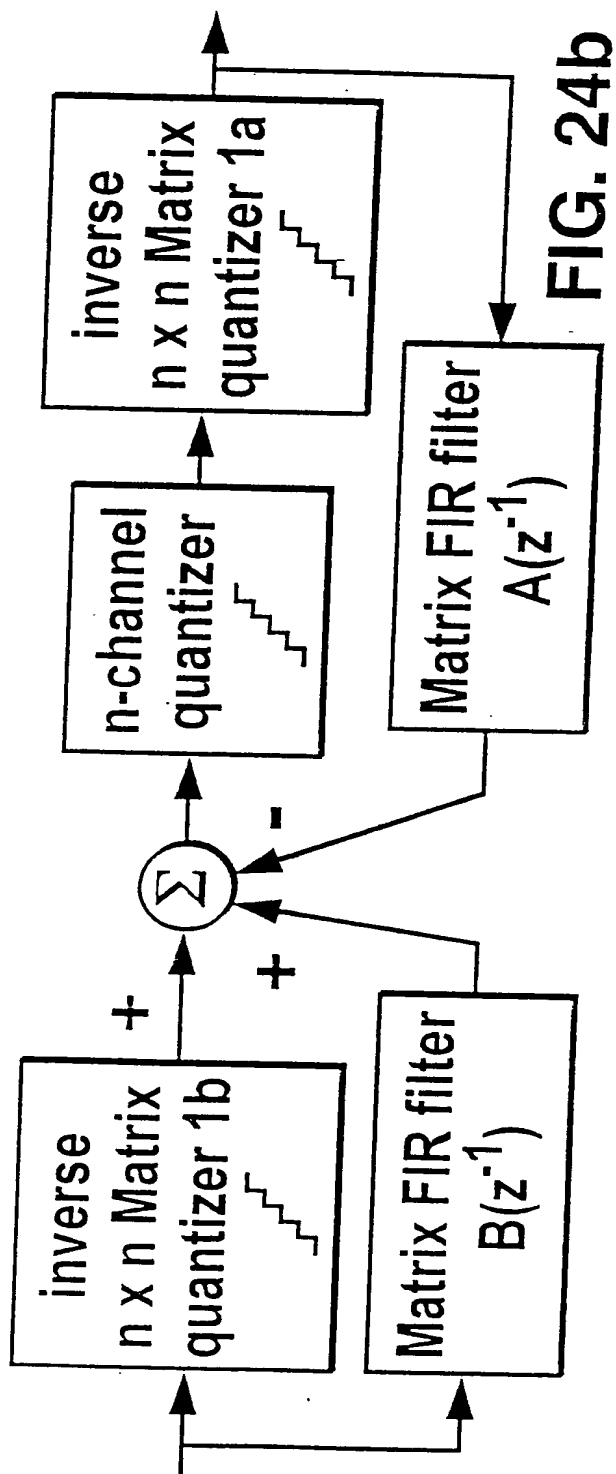 inverse
n x n Matrix
quantizer 1b
+
+
-
Σ
n-channel
quantizer
inverse
n x n Matrix
quantizer 1a
Matrix FIR filter
B(z⁻¹)
Matrix FIR filter
A(z⁻¹)
FIG. 24b